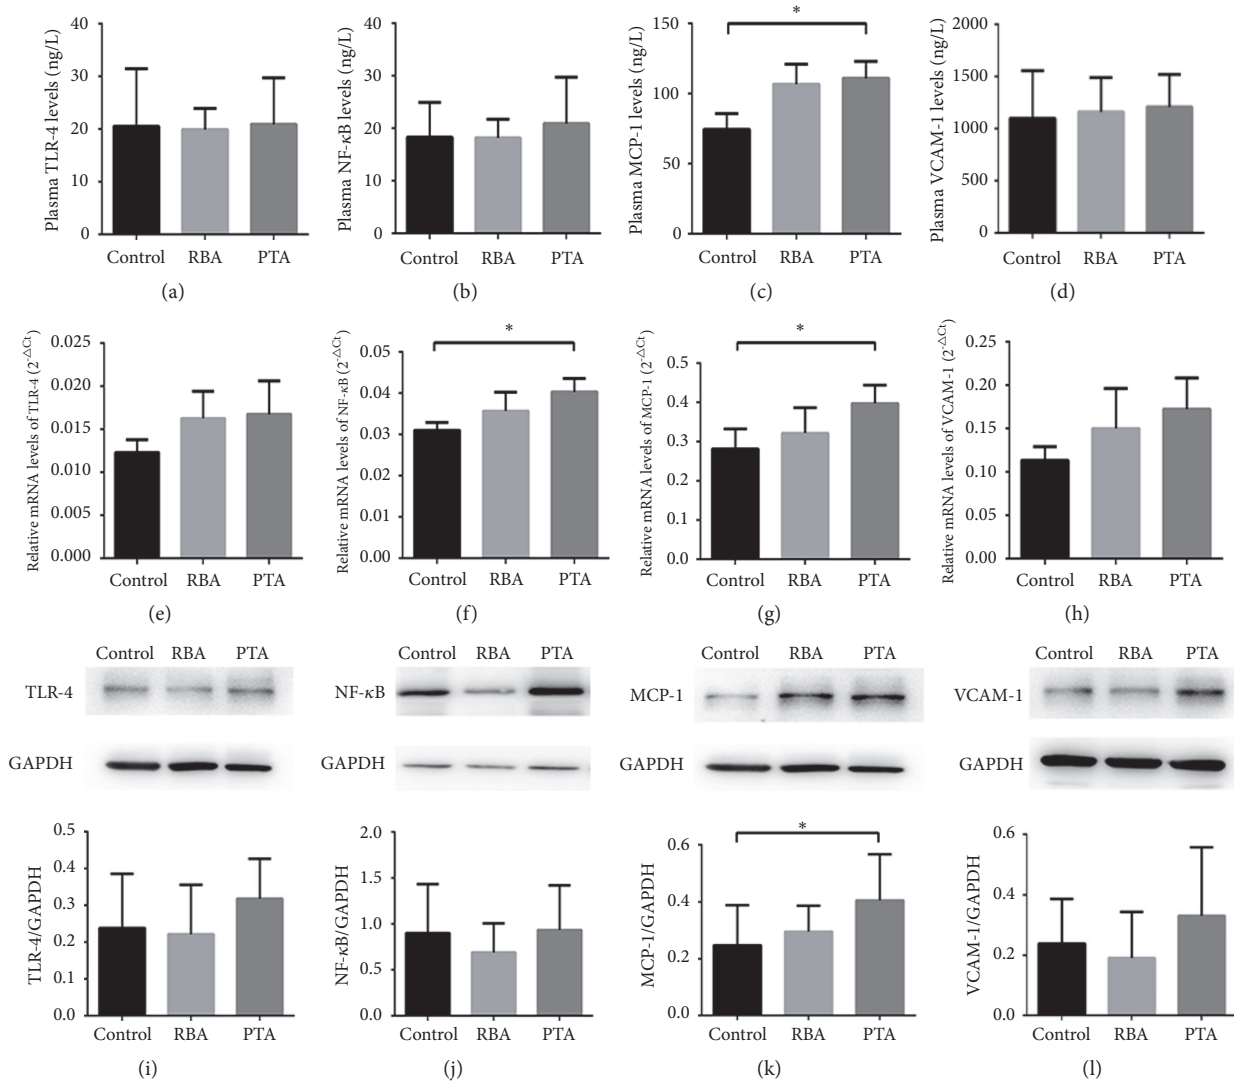 Plasma TLR-4 levels (ng/L)
40
30
20
10
0
Control RBA PTA
(a)
Plasma NF-κB levels (ng/L)
40
30
20
10
0
Control RBA PTA
(b)
Plasma MCP-1 levels (ng/L)
150
100
50
0
*
Control RBA PTA
(c)
Plasma VCAM-1 levels (ng/L)
2000
1500
1000
500
0
Control RBA PTA
(d)
Relative mRNA levels of TLR-4 (2-△Ct)
0.025
0.020
0.015
0.010
0.005
0.000
Control RBA PTA
(e)
Relative mRNA levels of NF-κB (2-△Ct)
0.05
0.04
0.03
0.02
0.01
0.00
*
Control RBA PTA
(f)
Relative mRNA levels of MCP-1 (2-△Ct)
0.5
0.4
0.3
0.2
0.1
0.0
*
Control RBA PTA
(g)
Relative mRNA levels of VCAM-1 (2-△Ct)
0.25
0.20
0.15
0.10
0.05
0.00
Control RBA PTA
(h)
Control RBA PTA
TLR-4
GAPDH
TLR-4/GAPDH
0.5
0.4
0.3
0.2
0.1
0.0
Control RBA PTA
(i)
Control RBA PTA
NF-κB
GAPDH
NF-κB/GAPDH
2.0
1.5
1.0
0.5
0.0
Control RBA PTA
(j)
Control RBA PTA
MCP-1
GAPDH
MCP-1/GAPDH
0.6
0.4
0.2
0.0
*
Control RBA PTA
(k)
Control RBA PTA
VCAM-1
GAPDH
VCAM-1/GAPDH
0.6
0.4
0.2
0.0
Control RBA PTA
(l)